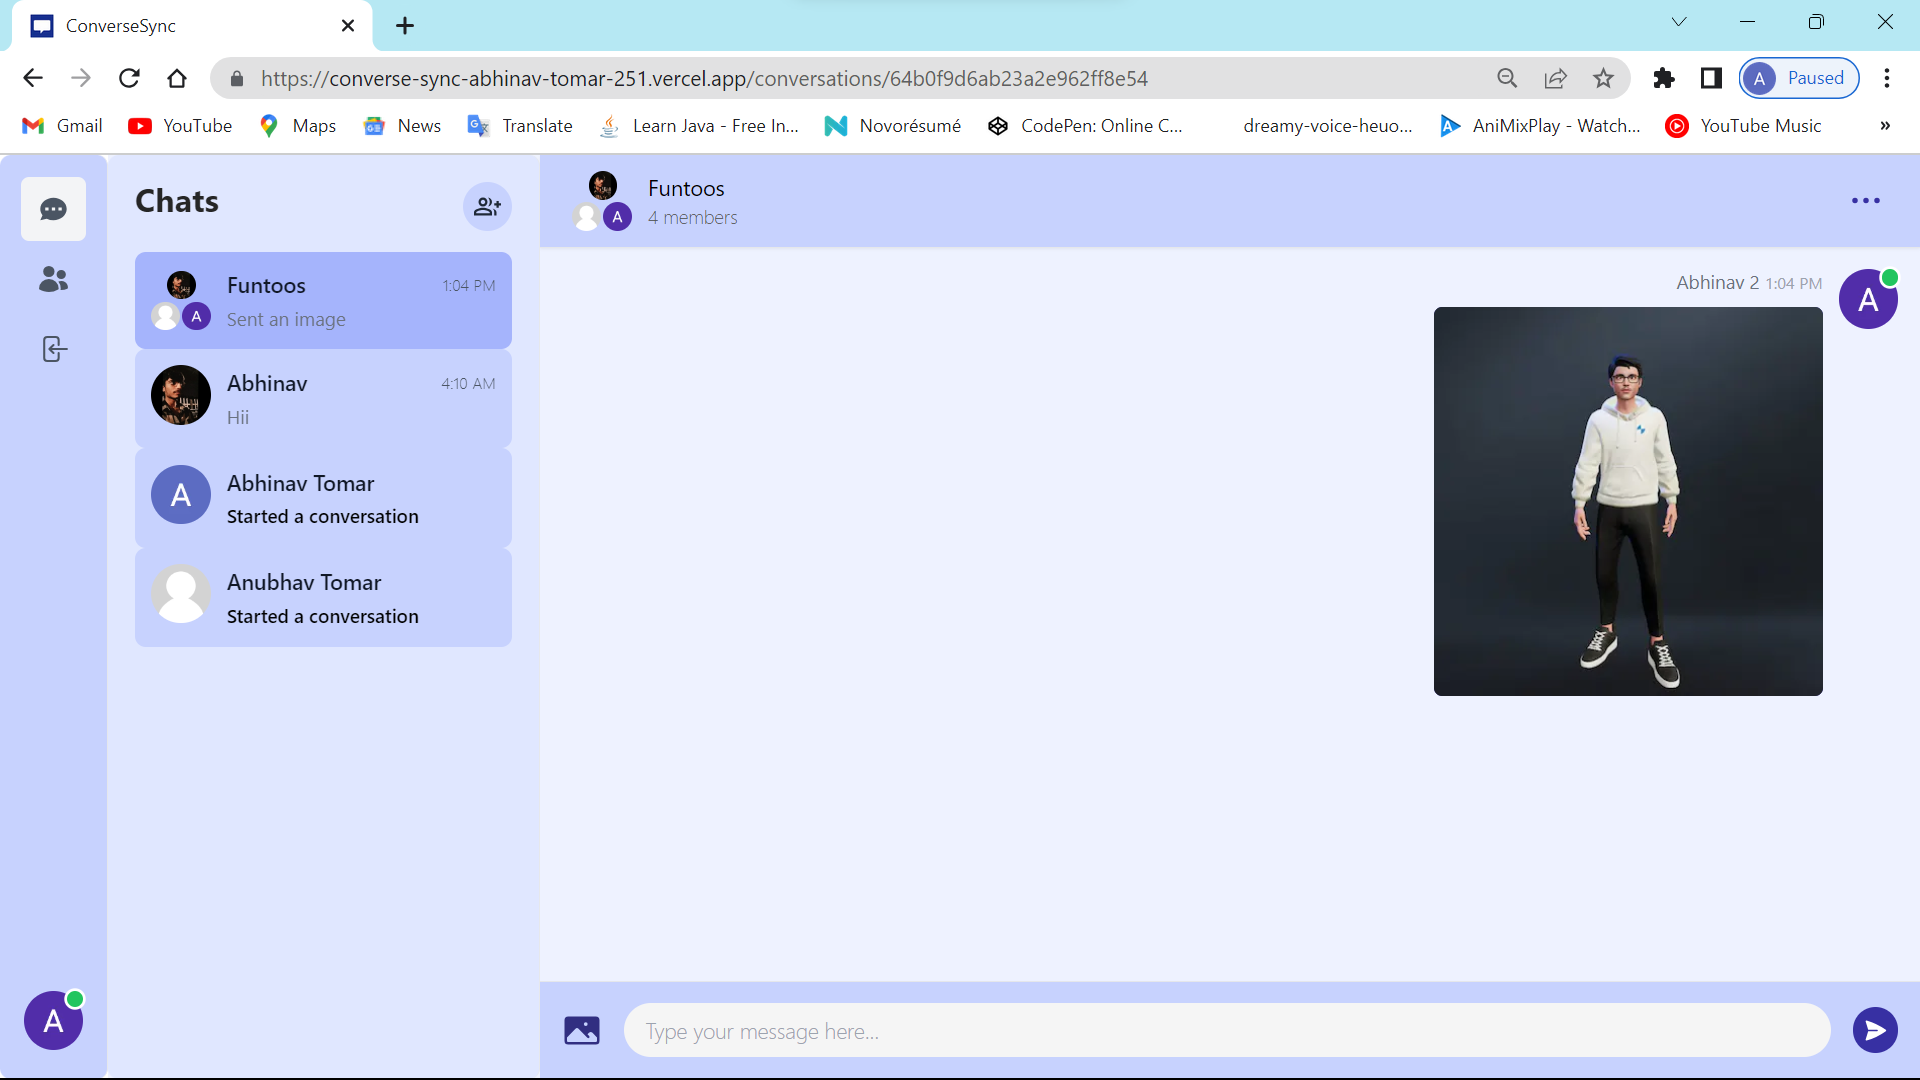 ConverseSync
https://converse-sync-abhinav-tomar-251.vercel.app/conversations/64b0f9d6ab23a2e962ff8e54
A Paused
Gmail YouTube Maps News Translate Learn Java - Free In... Novorésumé CodePen: Online C... dreamy-voice-heuo... AniMixPlay - Watch... YouTube Music »
Chats
Funtoos 1:04 PM
A
Sent an image
Abhinav 4:10 AM
Hii
A
Abhinav Tomar
Started a conversation
Anubhav Tomar
Started a conversation
A
Funtoos
A
4 members
Abhinav 2 1:04 PM
A
Type your message here...